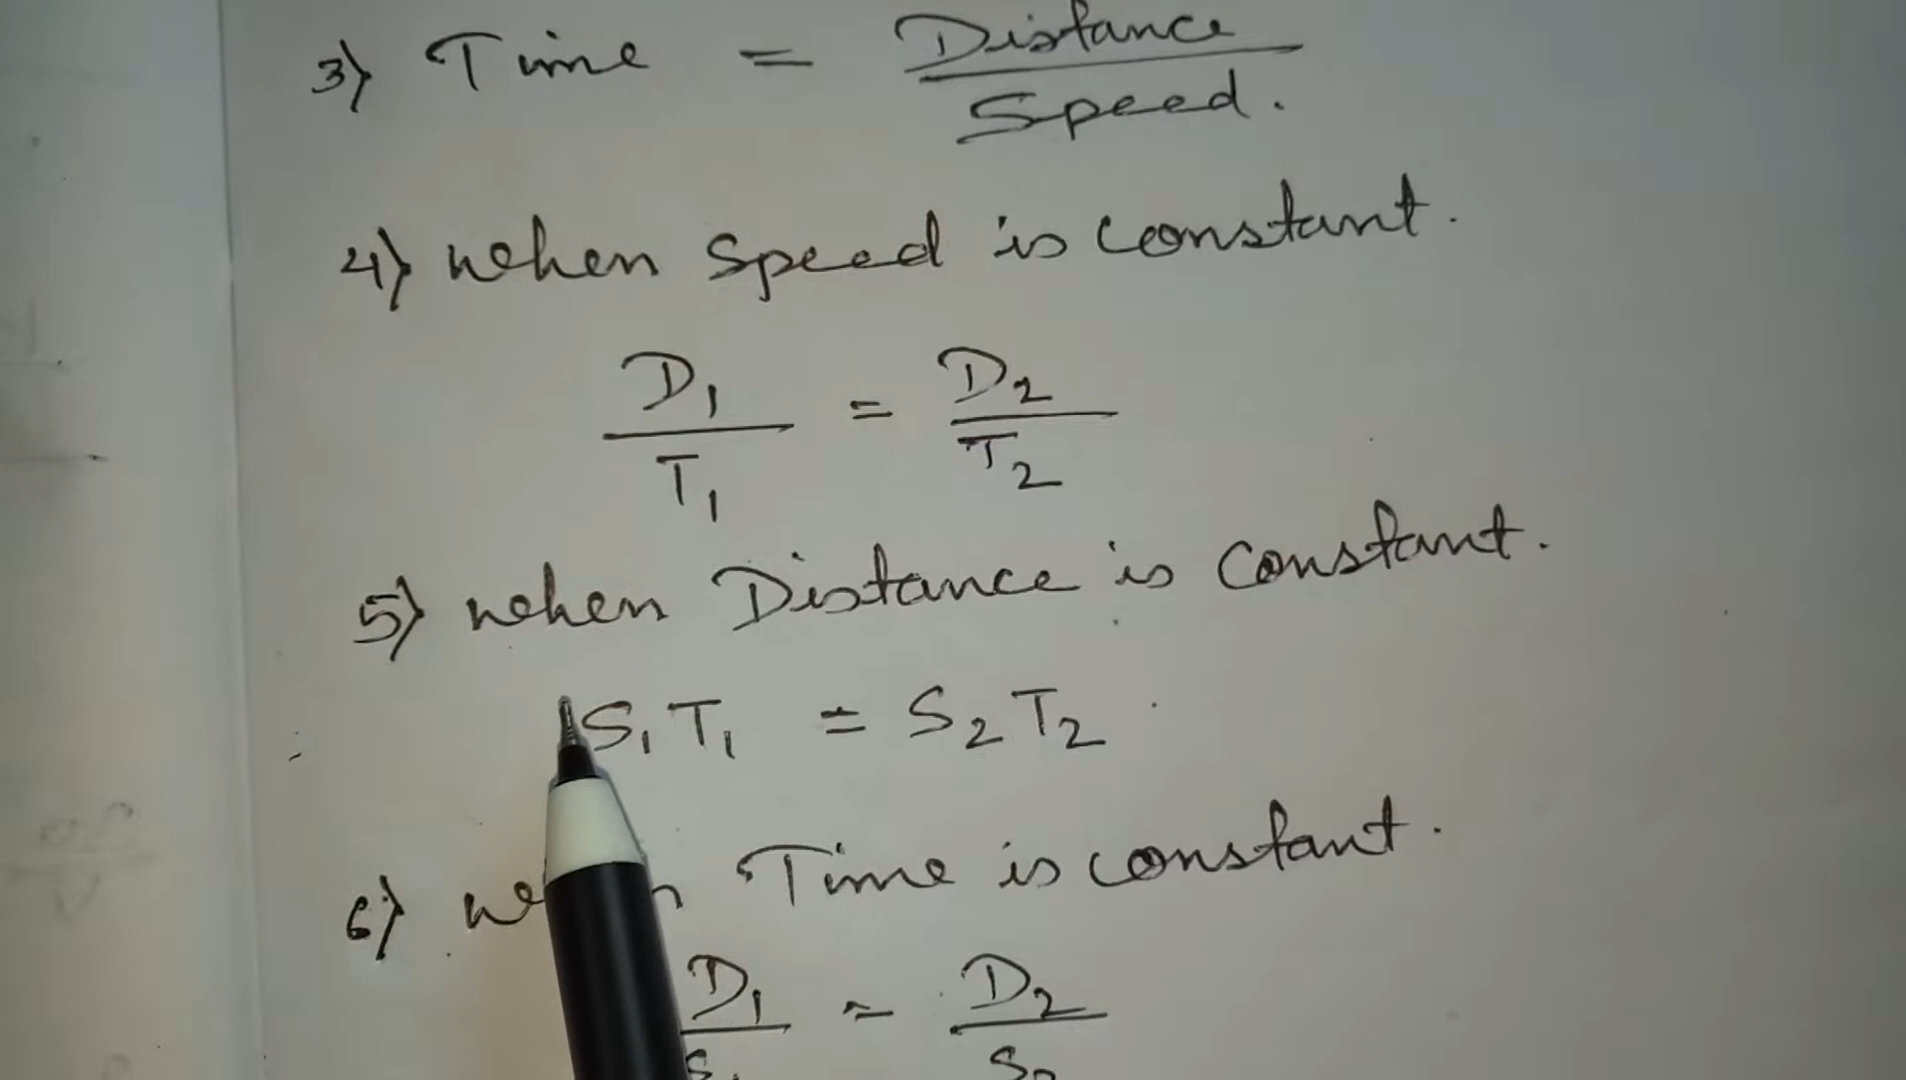 3) Time = Distance
Speed.
4) when Speed is constant.
D1 = D2
T1 T2
5) when Distance is constant.
S1 T1 = S2 T2
6) Time is constant.
D1 = D2